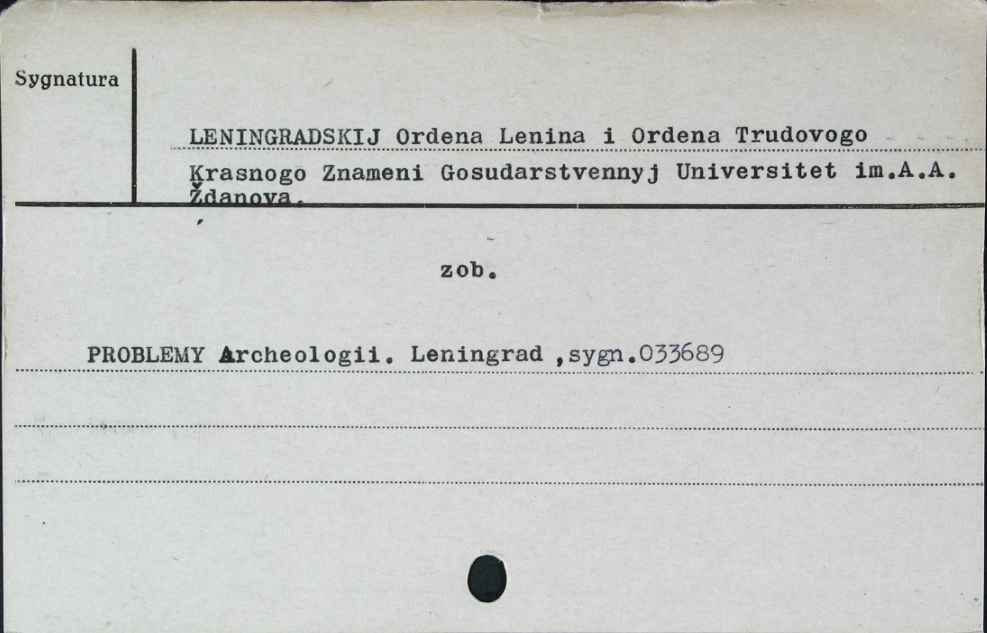 Sygnatura
LENINGRADSKIJ Ordena Lenina i Ordena Trudovogo
Krasnogo Znameni Gosudarstvennyj Universitet im.A.A.
Ždanova.
zob.
PROBLEMY Archeologii. Leningrad ,sygn.033689